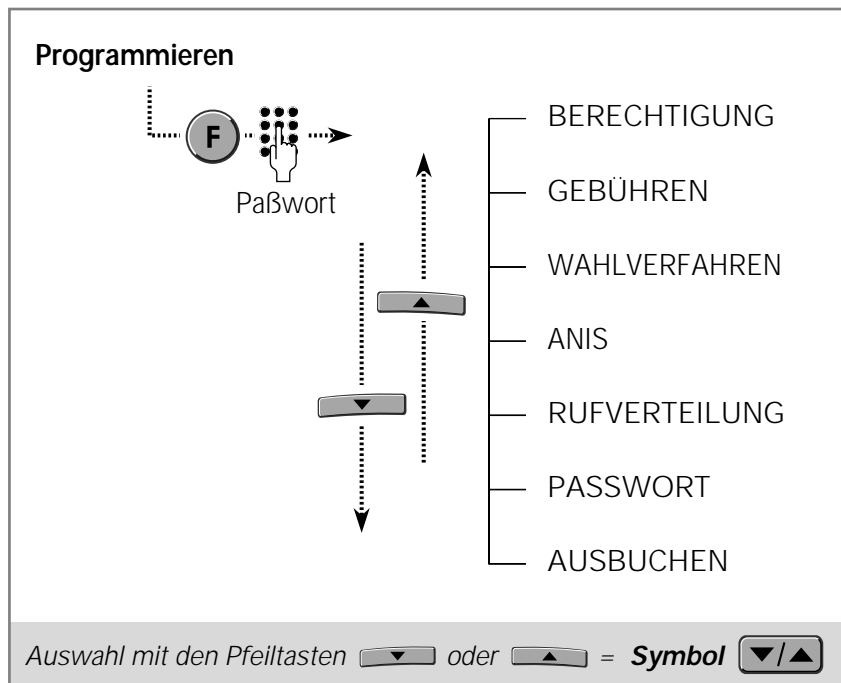 Programmieren
F
Paßwort
BERECHTIGUNG
GEBÜHREN
WAHLVERFAHREN
ANIS
RUFVERTEILUNG
PASSWORT
AUSBUCHEN
Auswahl mit den Pfeiltasten ▼ oder ▲ = Symbol ▼/▲